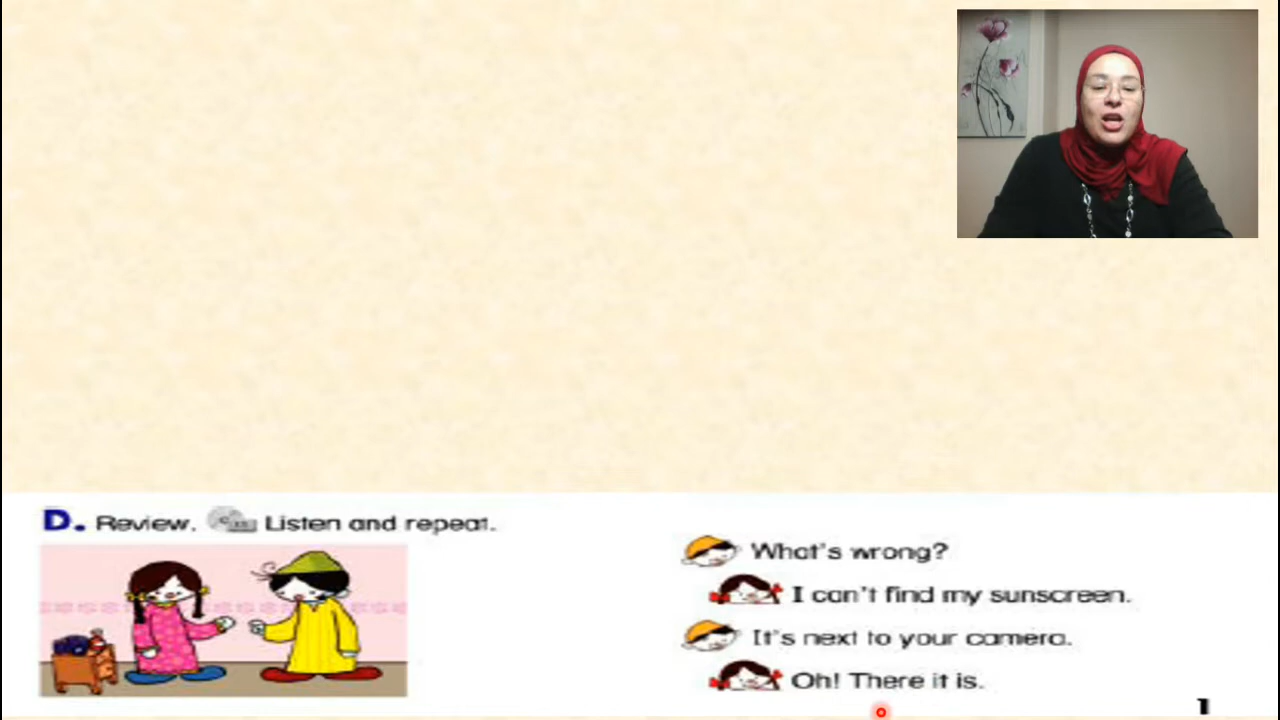 D. Review. Listen and repeat.
What's wrong?
I can't find my sunscreen.
It's next to your camera.
Oh! There it is.
1